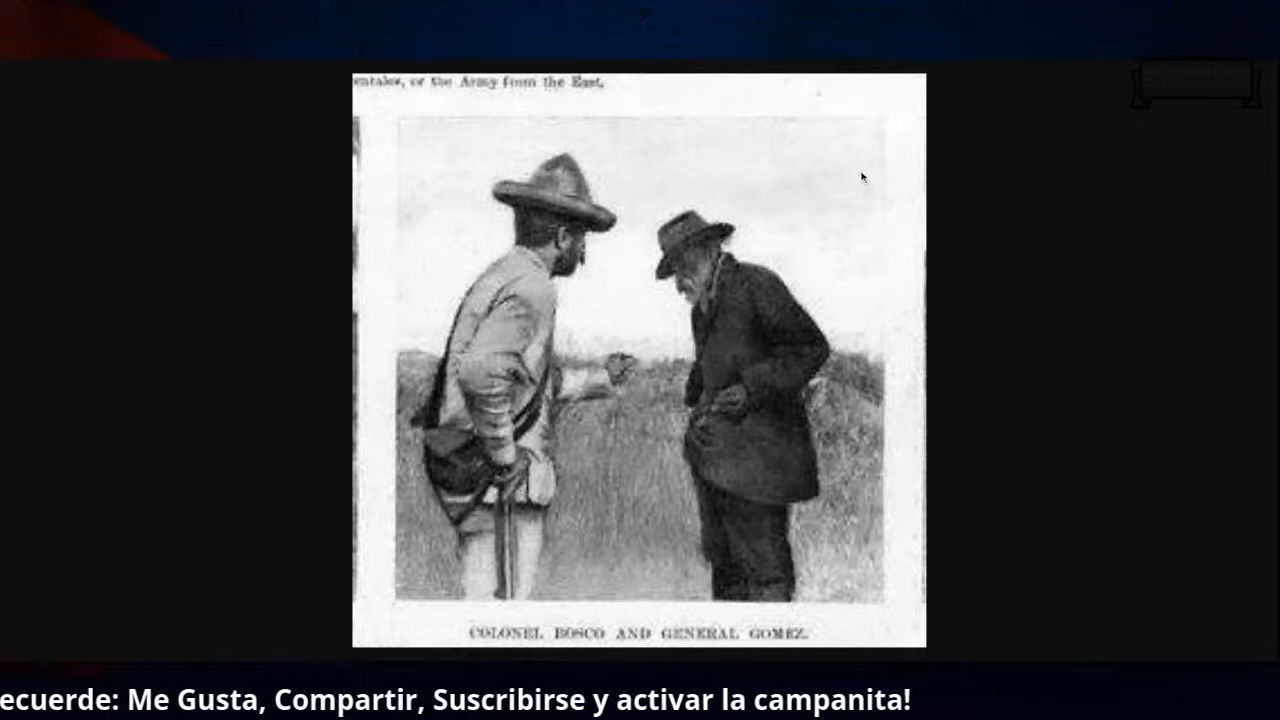 entales, or the Army from the East.
COLONEL BOSCO AND GENERAL GOMEZ.
ecuerde: Me Gusta, Compartir, Suscribirse y activar la campanita!